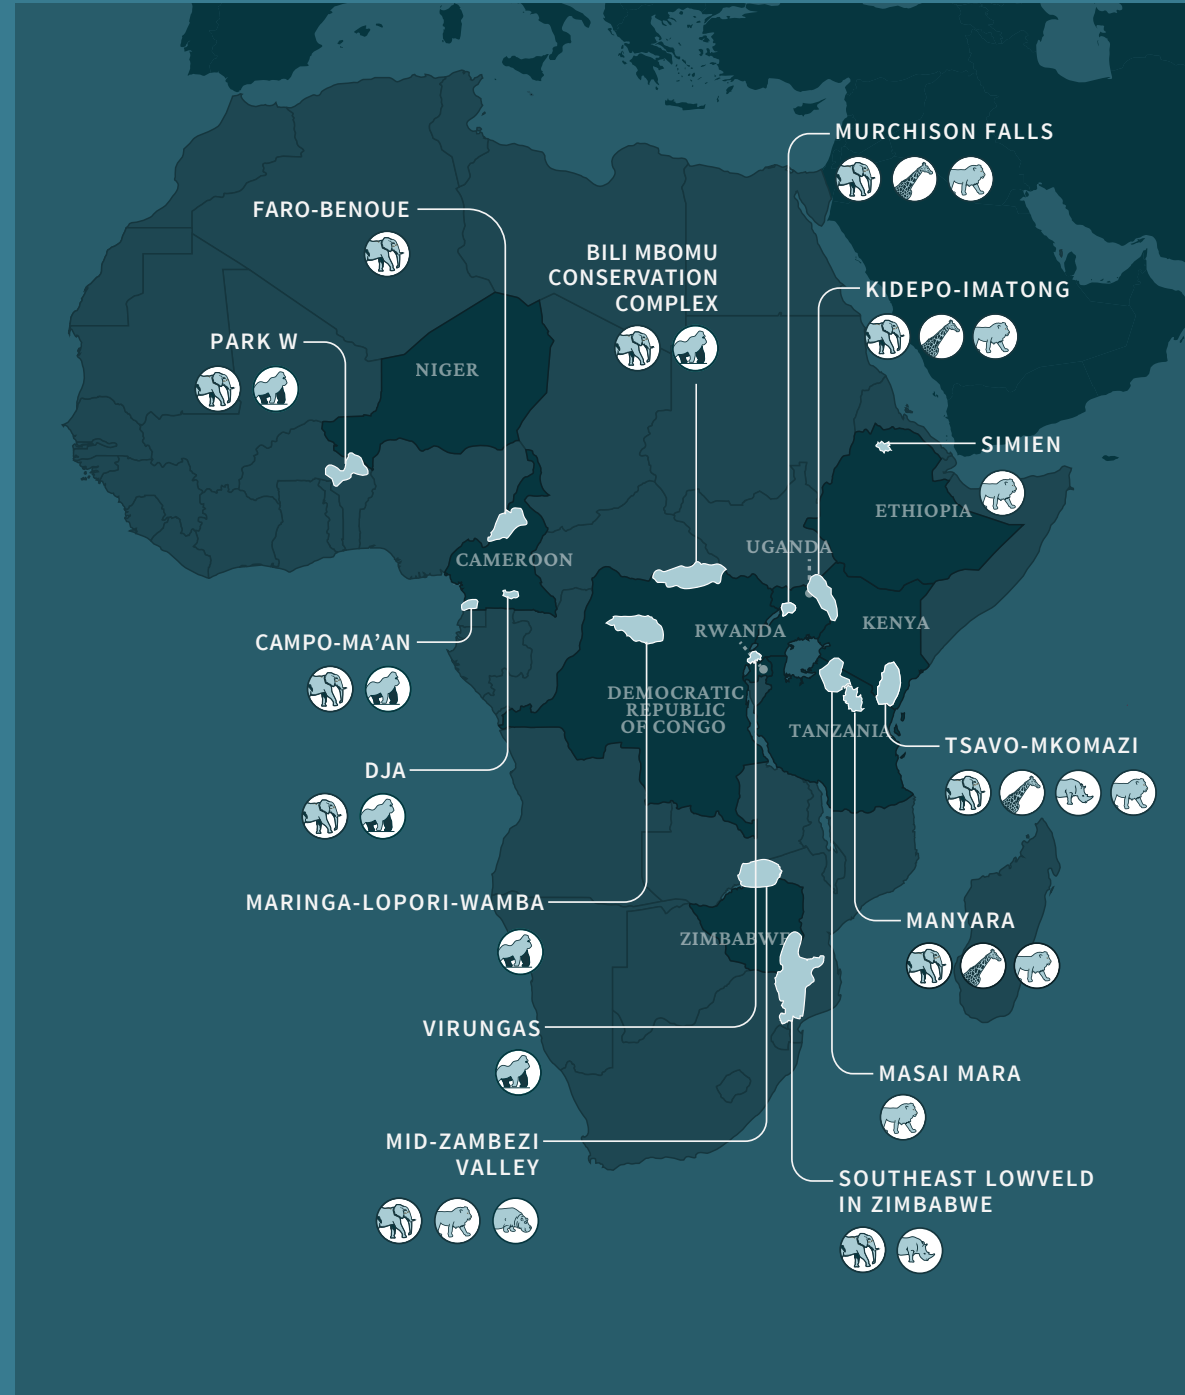 MURCHISON FALLS
FARO-BENOUE
BILI MBOMU
CONSERVATION
COMPLEX
KIDEPO-IMATONG
PARK W
NIGER
SIMIEN
ETHIOPIA
UGANDA
CAMEROON
KENYA
RWANDA
CAMPO-MA’AN
DEMOCRATIC
REPUBLIC
OF CONGO
TANZANIA
TSAVO-MKOMAZI
DJA
MARINGA-LOPORI-WAMBA
MANYARA
ZIMBABWE
VIRUNGAS
MASAI MARA
MID-ZAMBEZI
VALLEY
SOUTHEAST LOWVELD
IN ZIMBABWE